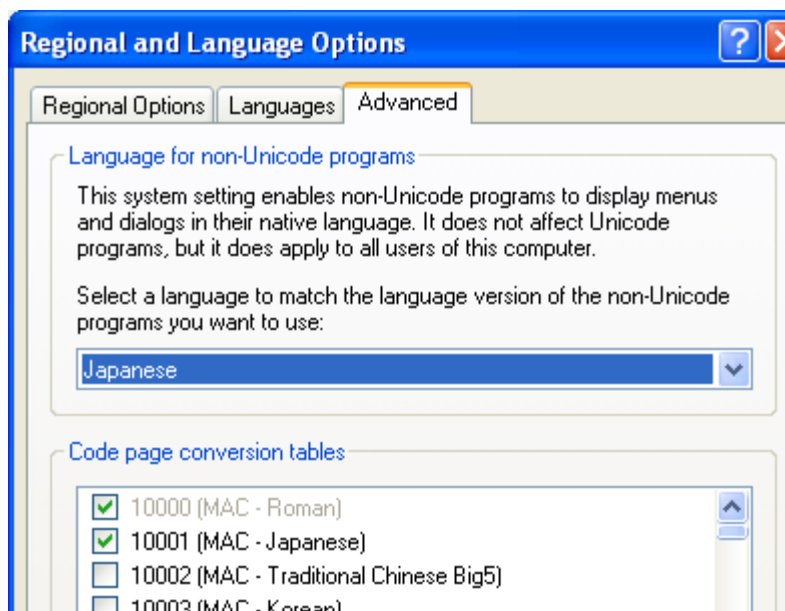 Regional and Language Options
Regional Options Languages Advanced
Language for non-Unicode programs
This system setting enables non-Unicode programs to display menus
and dialogs in their native language. It does not affect Unicode
programs, but it does apply to all users of this computer.
Select a language to match the language version of the non-Unicode
programs you want to use:
Japanese
Code page conversion tables
10000 (MAC - Roman)
10001 (MAC - Japanese)
10002 (MAC - Traditional Chinese Big5)
10003 (MAC - Korean)